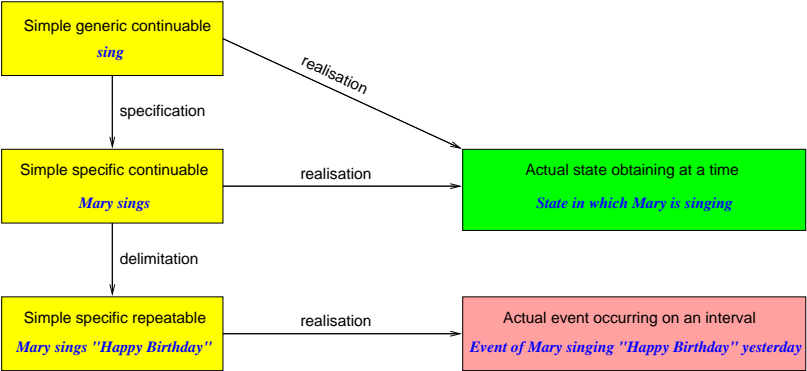 Simple generic continuable
sing
realisation
specification
Simple specific continuable
Mary sings
realisation
Actual state obtaining at a time
State in which Mary is singing
delimitation
Simple specific repeatable
Mary sings "Happy Birthday"
realisation
Actual event occurring on an interval
Event of Mary singing "Happy Birthday" yesterday